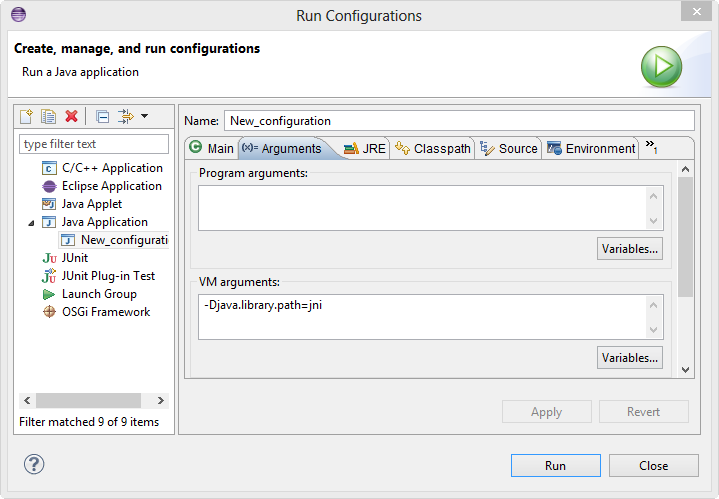 Run Configurations
Create, manage, and run configurations
Run a Java application
type filter text
C/C++ Application
Eclipse Application
Java Applet
Java Application
New_configurati
JUnit
JUnit Plug-in Test
Launch Group
OSGi Framework
Filter matched 9 of 9 items
Name: New_configuration
Main (x)= Arguments JRE Classpath Source Environment »1
Program arguments:
Variables...
VM arguments:
-Djava.library.path=jni
Variables...
Apply Revert
Run Close